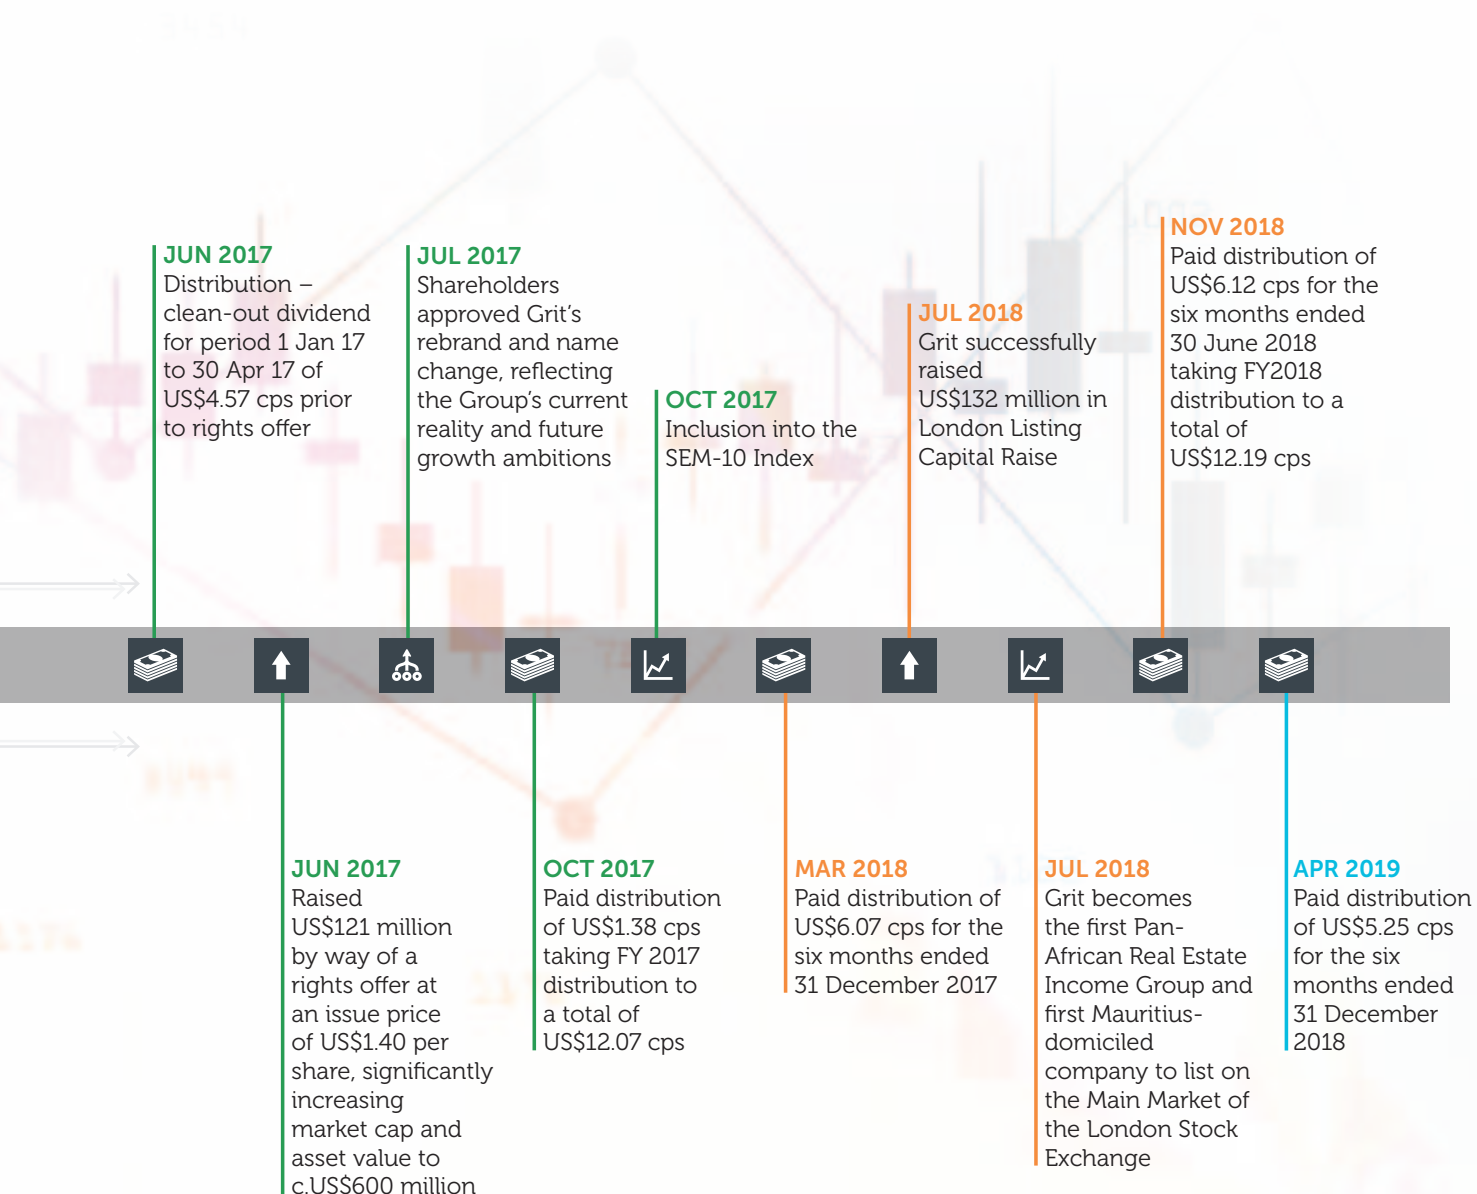 JUN 2017
Distribution –
clean-out dividend
for period 1 Jan 17
to 30 Apr 17 of
US$4.57 cps prior
to rights offer
JUL 2017
Shareholders
approved Grit’s
rebrand and name
change, reflecting
the Group’s current
reality and future
growth ambitions
OCT 2017
Inclusion into the
SEM-10 Index
JUL 2018
Grit successfully
raised
US$132 million in
London Listing
Capital Raise
NOV 2018
Paid distribution of
US$6.12 cps for the
six months ended
30 June 2018
taking FY2018
distribution to a
total of
US$12.19 cps
JUN 2017
Raised
US$121 million
by way of a
rights offer at
an issue price
of US$1.40 per
share, significantly
increasing
market cap and
asset value to
c.US$600 million
OCT 2017
Paid distribution
of US$1.38 cps
taking FY 2017
distribution to
a total of
US$12.07 cps
MAR 2018
Paid distribution of
US$6.07 cps for the
six months ended
31 December 2017
JUL 2018
Grit becomes
the first Pan-
African Real Estate
Income Group and
first Mauritius-
domiciled
company to list on
the Main Market of
the London Stock
Exchange
APR 2019
Paid distribution
of US$5.25 cps
for the six
months ended
31 December
2018